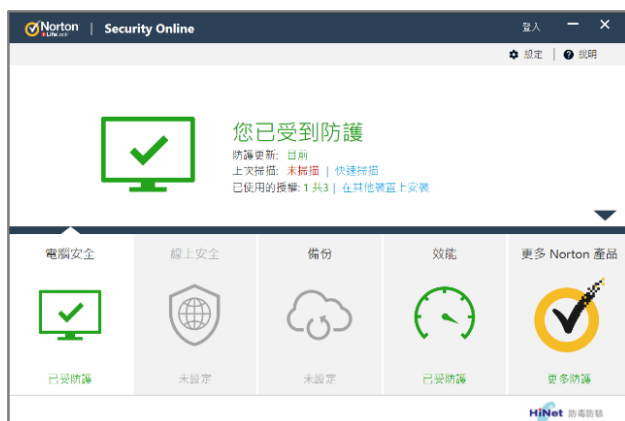 Norton | Security Online 登入
LifeLock
設定 | 說明
您已受到防護
防護更新: 目前
上次掃描: 未掃描 | 快速掃描
已使用的授權: 1 共3 | 在其他裝置上安裝
電腦安全 線上安全 備份 效能 更多 Norton 產品
已受防護 未設定 未設定 已受防護 更多防護
HiNet 防毒防駭